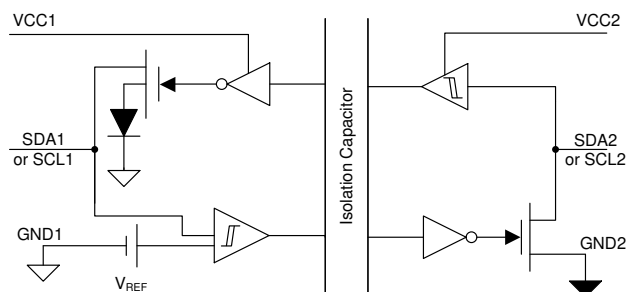 VCC1
VCC2
Isolation Capacitor
SDA1
or SCL1
SDA2
or SCL2
GND1
GND2
VREF